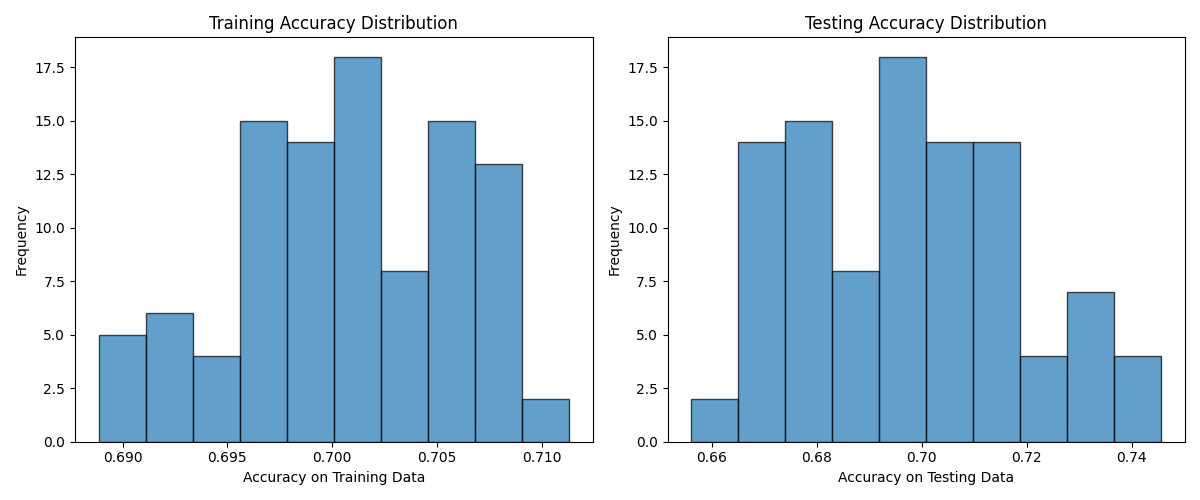 Training Accuracy Distribution
Frequency
17.5
15.0
12.5
10.0
7.5
5.0
2.5
0.0
0.690 0.695 0.700 0.705 0.710
Accuracy on Training Data
Testing Accuracy Distribution
Frequency
17.5
15.0
12.5
10.0
7.5
5.0
2.5
0.0
0.66 0.68 0.70 0.72 0.74
Accuracy on Testing Data